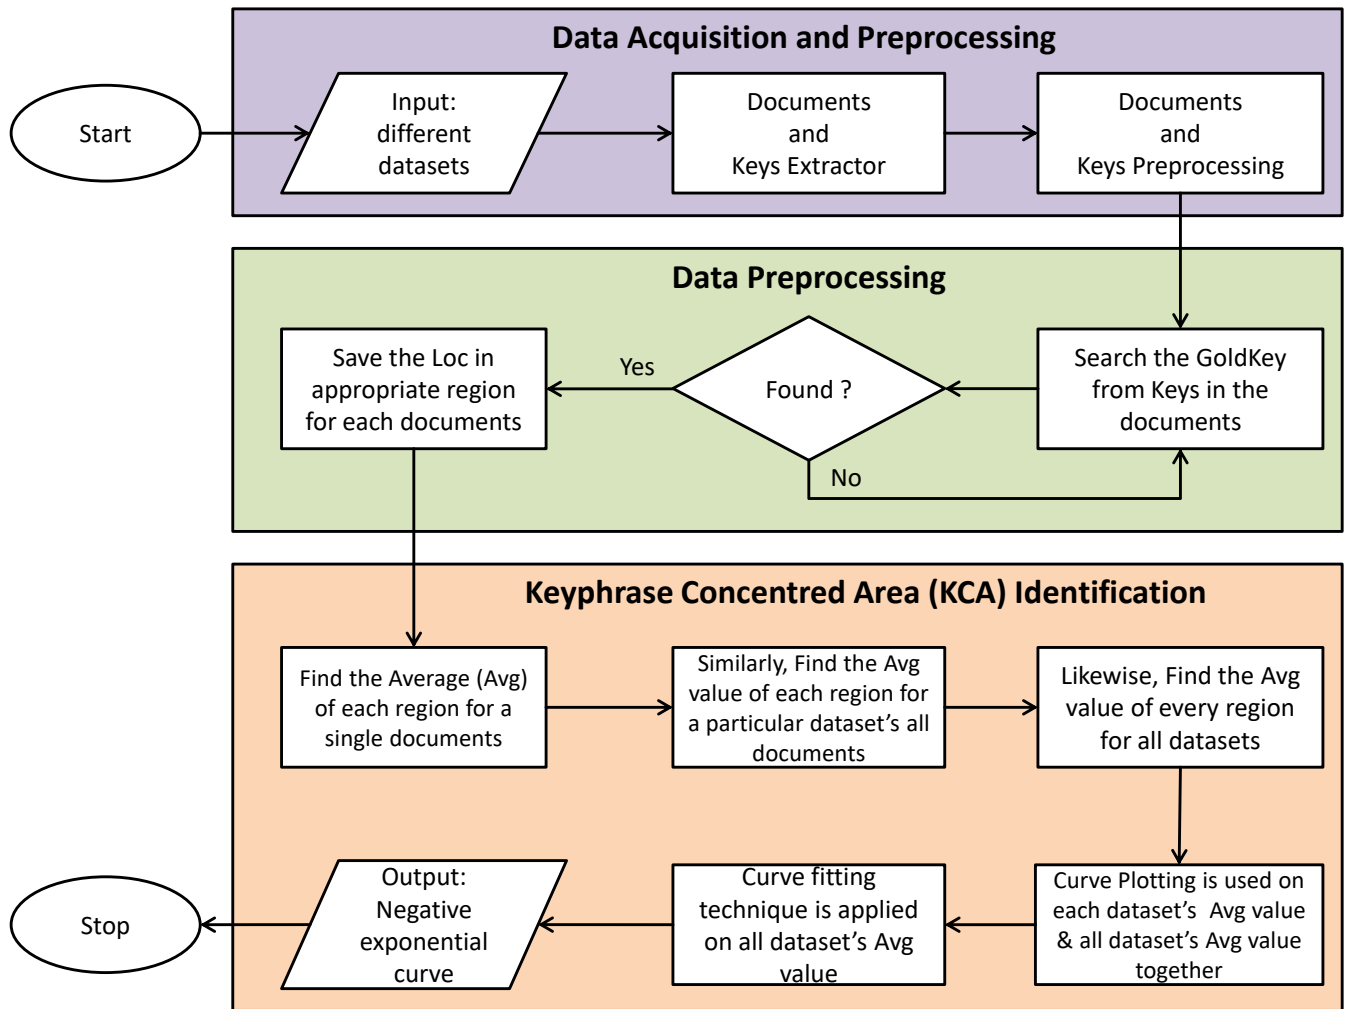 Data Acquisition and Preprocessing
Start
Input:
different
datasets
Documents
and
Keys Extractor
Documents
and
Keys Preprocessing
Data Preprocessing
Save the Loc in
appropriate region
for each documents
Yes
Found ?
No
Search the GoldKey
from Keys in the
documents
Keyphrase Concentred Area (KCA) Identification
Find the Average (Avg)
of each region for a
single documents
Similarly, Find the Avg
value of each region for
a particular dataset's all
documents
Likewise, Find the Avg
value of every region
for all datasets
Stop
Output:
Negative
exponential
curve
Curve fitting
technique is applied
on all dataset's Avg
value
Curve Plotting is used on
each dataset's Avg value
& all dataset's Avg value
together